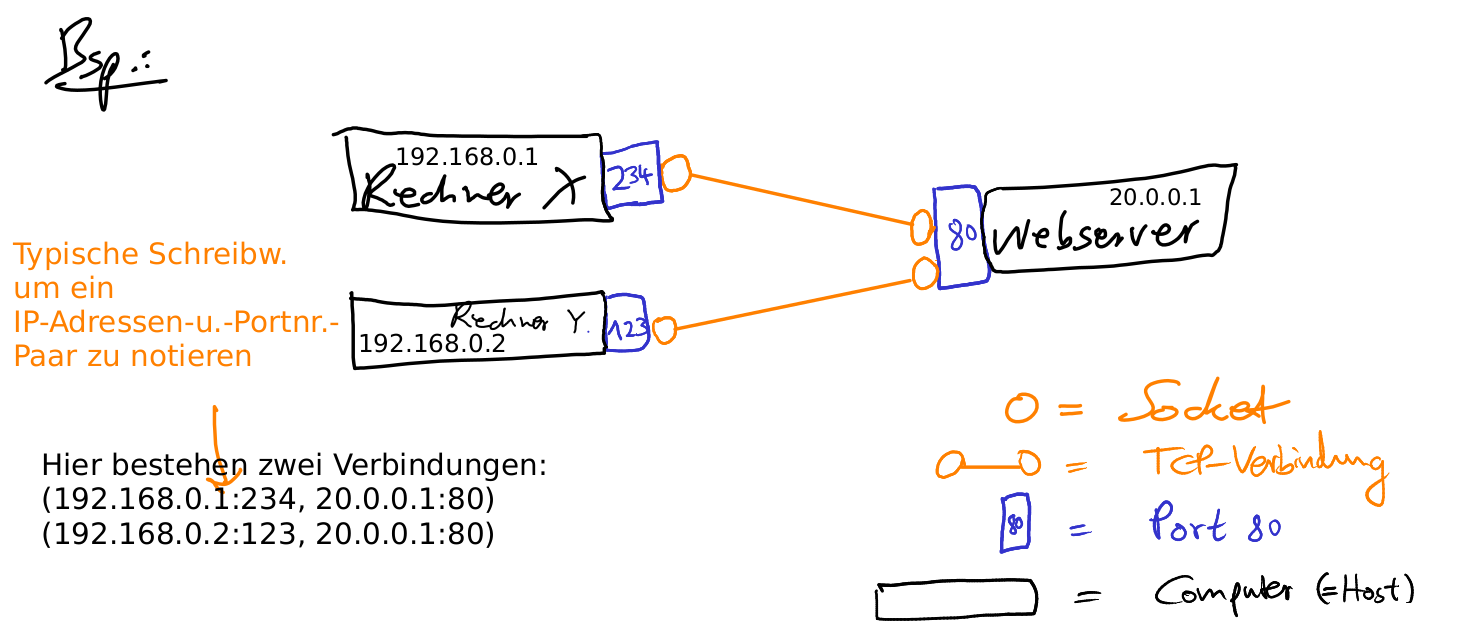 Bsp.:
192.168.0.1
Rechner X
234
80
20.0.0.1
Webserver
Typische Schreibw.
um ein
IP-Adressen-u.-Portnr.-
Paar zu notieren
Rechner Y.
192.168.0.2
123
Hier bestehen zwei Verbindungen:
(192.168.0.1:234, 20.0.0.1:80)
(192.168.0.2:123, 20.0.0.1:80)
= Socket
= TCP-Verbindung
80 = Port 80
= Computer (=Host)